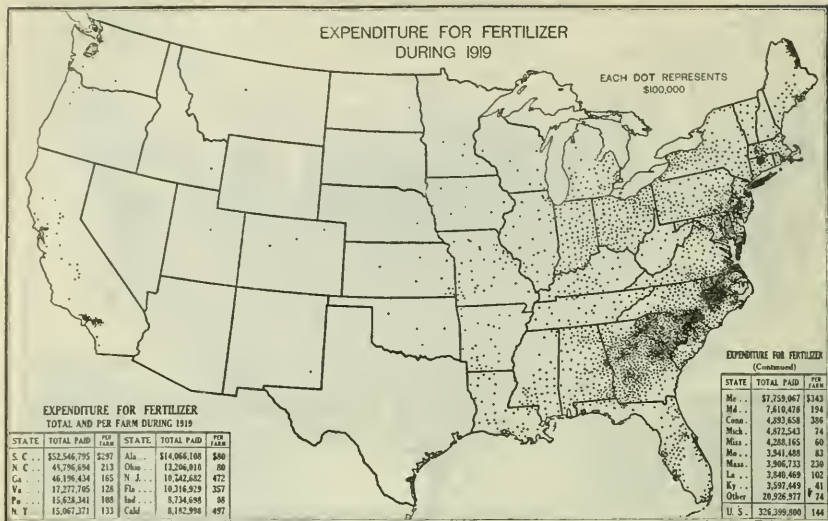 EXPENDITURE FOR FERTILIZER
DURING 1919
EACH DOT REPRESENTS
$100,000
EXPENDITURE FOR FERTILIZER
TOTAL AND PER FARM DURING 1919
STATE TOTAL PAID PER FARM STATE TOTAL PAID PER FARM
S. C. . $52,546,795 $297 Ala. . . $14,066,108 $80
N. C. . . 213 Ohio . . 13,206,018 80
Ga. . . 46,196,434 165 N. J. . . 10,742,682 472
Va. . . 17,277,705 128 Fla. . . 10,316,929 357
Pa. . . 15,628,341 108 Ind. . . 8,734,698
N. Y. 15,067,371 133 Calif 8,182,998 497
EXPENDITURE FOR FERTILIZER
(Continued)
STATE TOTAL PAID PER FARM
Me. . . $7,759,067 $343
Md. . . 7,610,476 194
Conn. . 4,893,658 386
Mich. . 4,872,543 74
Miss. . 4,288,165 60
Mo. . . 3,941,488 83
Mass. . 3,906,733 230
La. . . 3,840,469 102
Ky. . . 3,597,449 41
Other 20,926,977 74
U. S. . 326,399,800 144